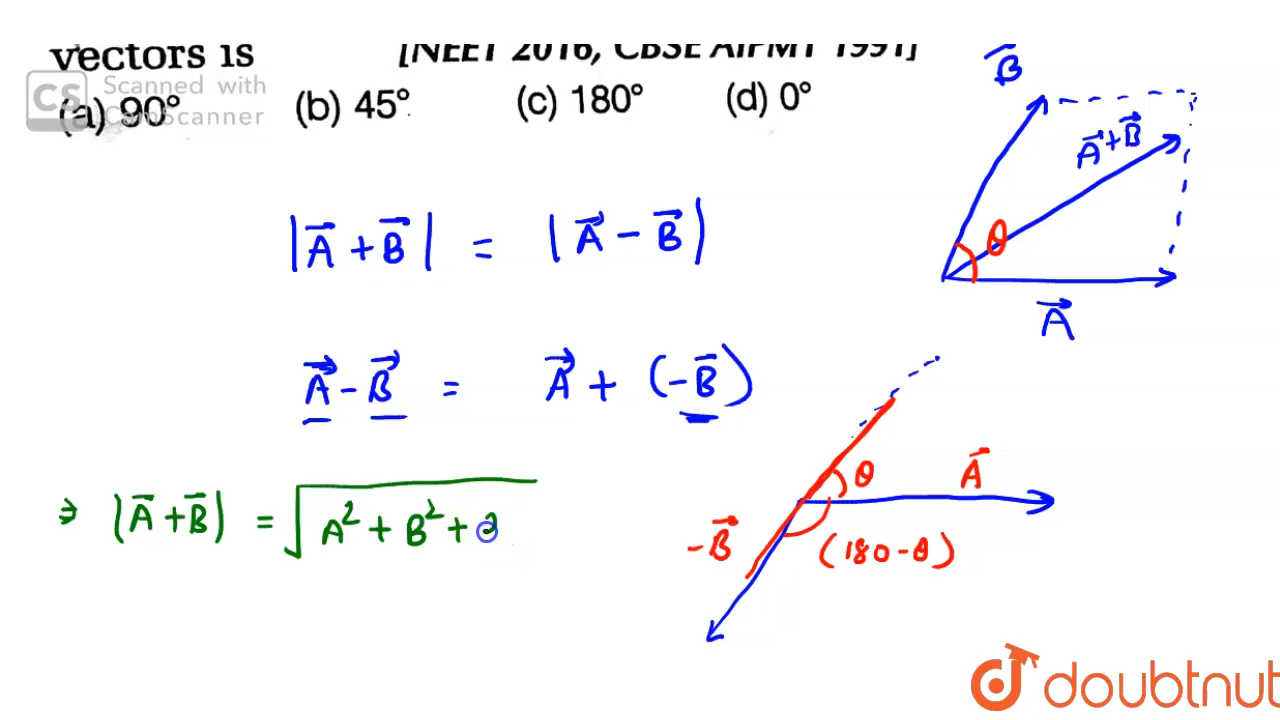 vectors is [NEET 2016, CBSE AIPMT 1991]
CS Scanned with CamScanner
(a) 90° (b) 45° (c) 180° (d) 0°
B⃗
A⃗+B⃗
θ
A⃗
|A⃗ + B⃗| = |A⃗ - B⃗|
A⃗ - B⃗ = A⃗ + (-B⃗)
θ
A⃗
-B⃗
(180-θ)
⇒ |A⃗+B⃗| = √A² + B² + 2
doubtnut